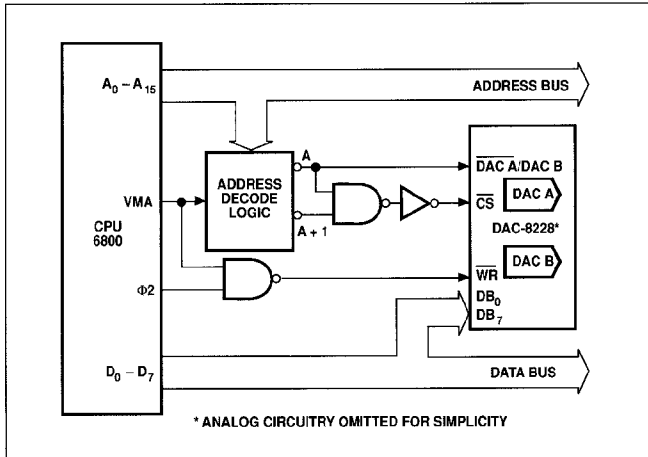 A0 – A15
ADDRESS BUS
A
DAC A/DAC B
VMA
ADDRESS
DECODE
LOGIC
CS
DAC A
CPU
6800
A + 1
DAC-8228*
DAC B
WR
Φ2
DB0
DB7
D0 – D7
DATA BUS
* ANALOG CIRCUITRY OMITTED FOR SIMPLICITY